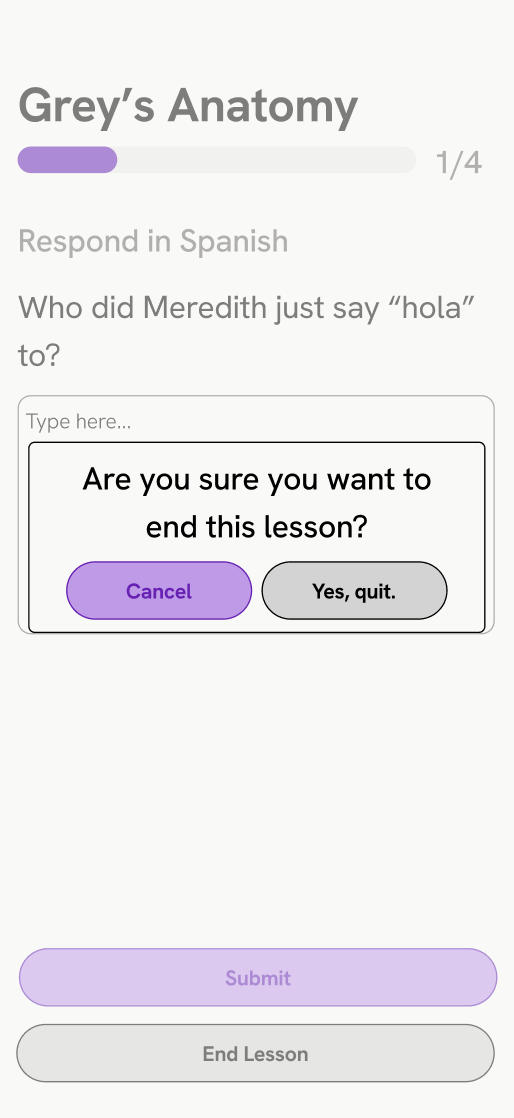 Grey’s Anatomy
1/4
Respond in Spanish
Who did Meredith just say “hola”
to?
Type here...
Are you sure you want to
end this lesson?
Cancel
Yes, quit.
Submit
End Lesson